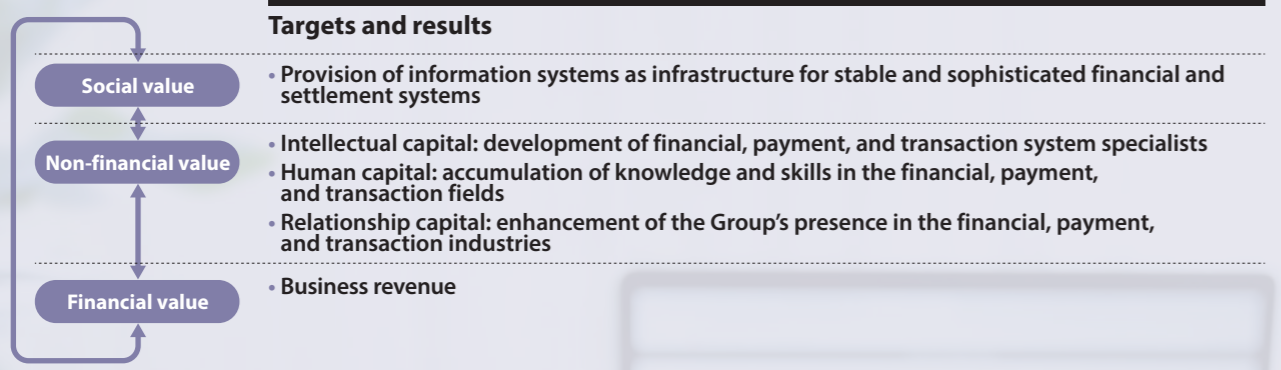 Targets and results
Social value
• Provision of information systems as infrastructure for stable and sophisticated financial and
settlement systems
Non-financial value
• Intellectual capital: development of financial, payment, and transaction system specialists
• Human capital: accumulation of knowledge and skills in the financial, payment,
and transaction fields
• Relationship capital: enhancement of the Group’s presence in the financial, payment,
and transaction industries
Financial value
• Business revenue